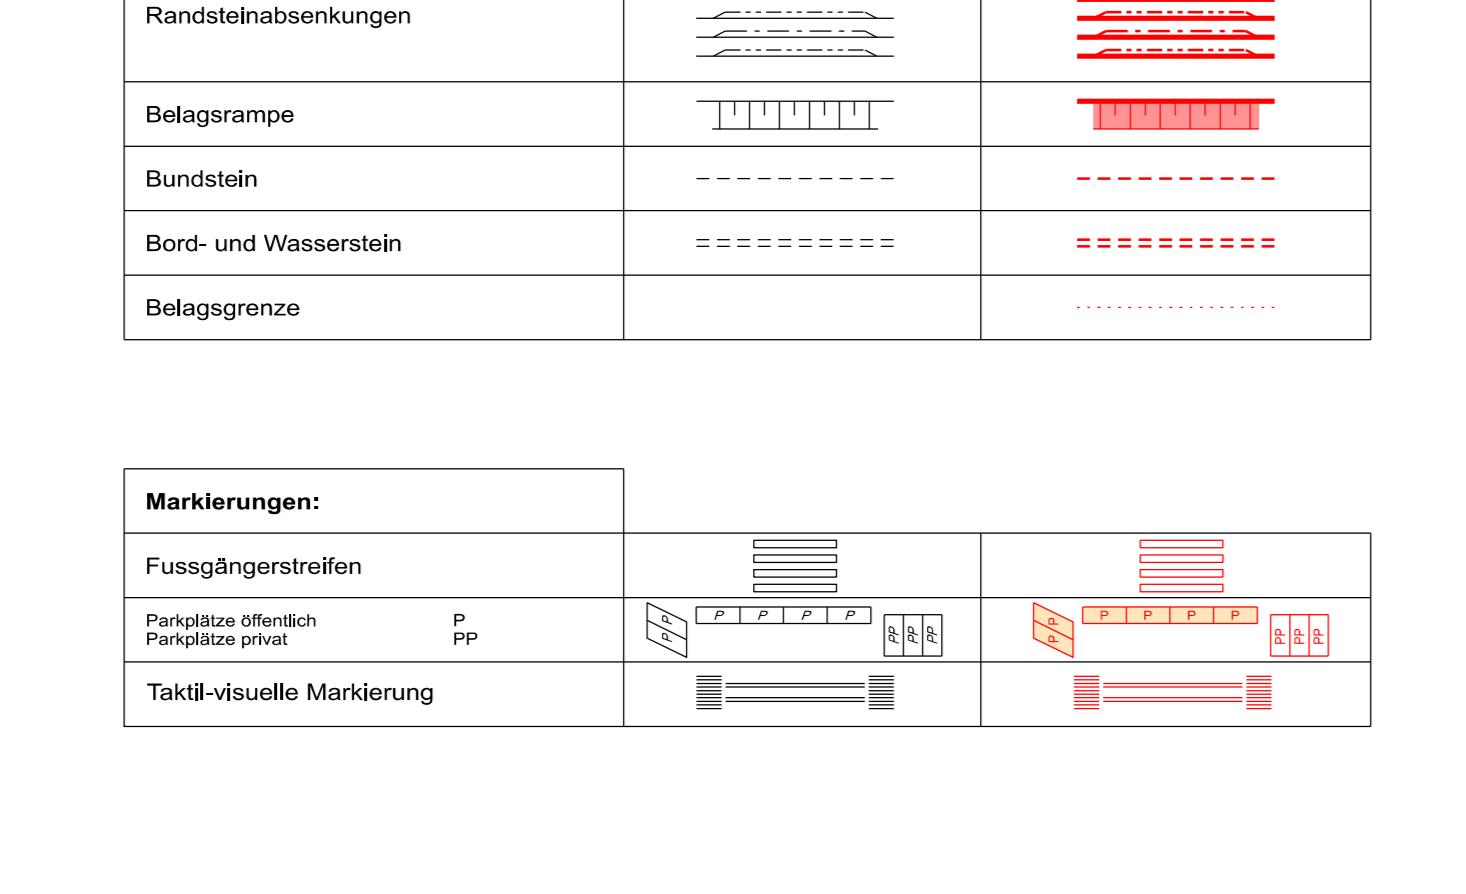 Randsteinabsenkungen
Belagsrampe
Bundstein
Bord- und Wasserstein
Belagsgrenze
Markierungen:
Fussgängerstreifen
Parkplätze öffentlich P
Parkplätze privat PP
P P P P P P PP PP PP
P P P P P P PP PP PP
Taktil-visuelle Markierung